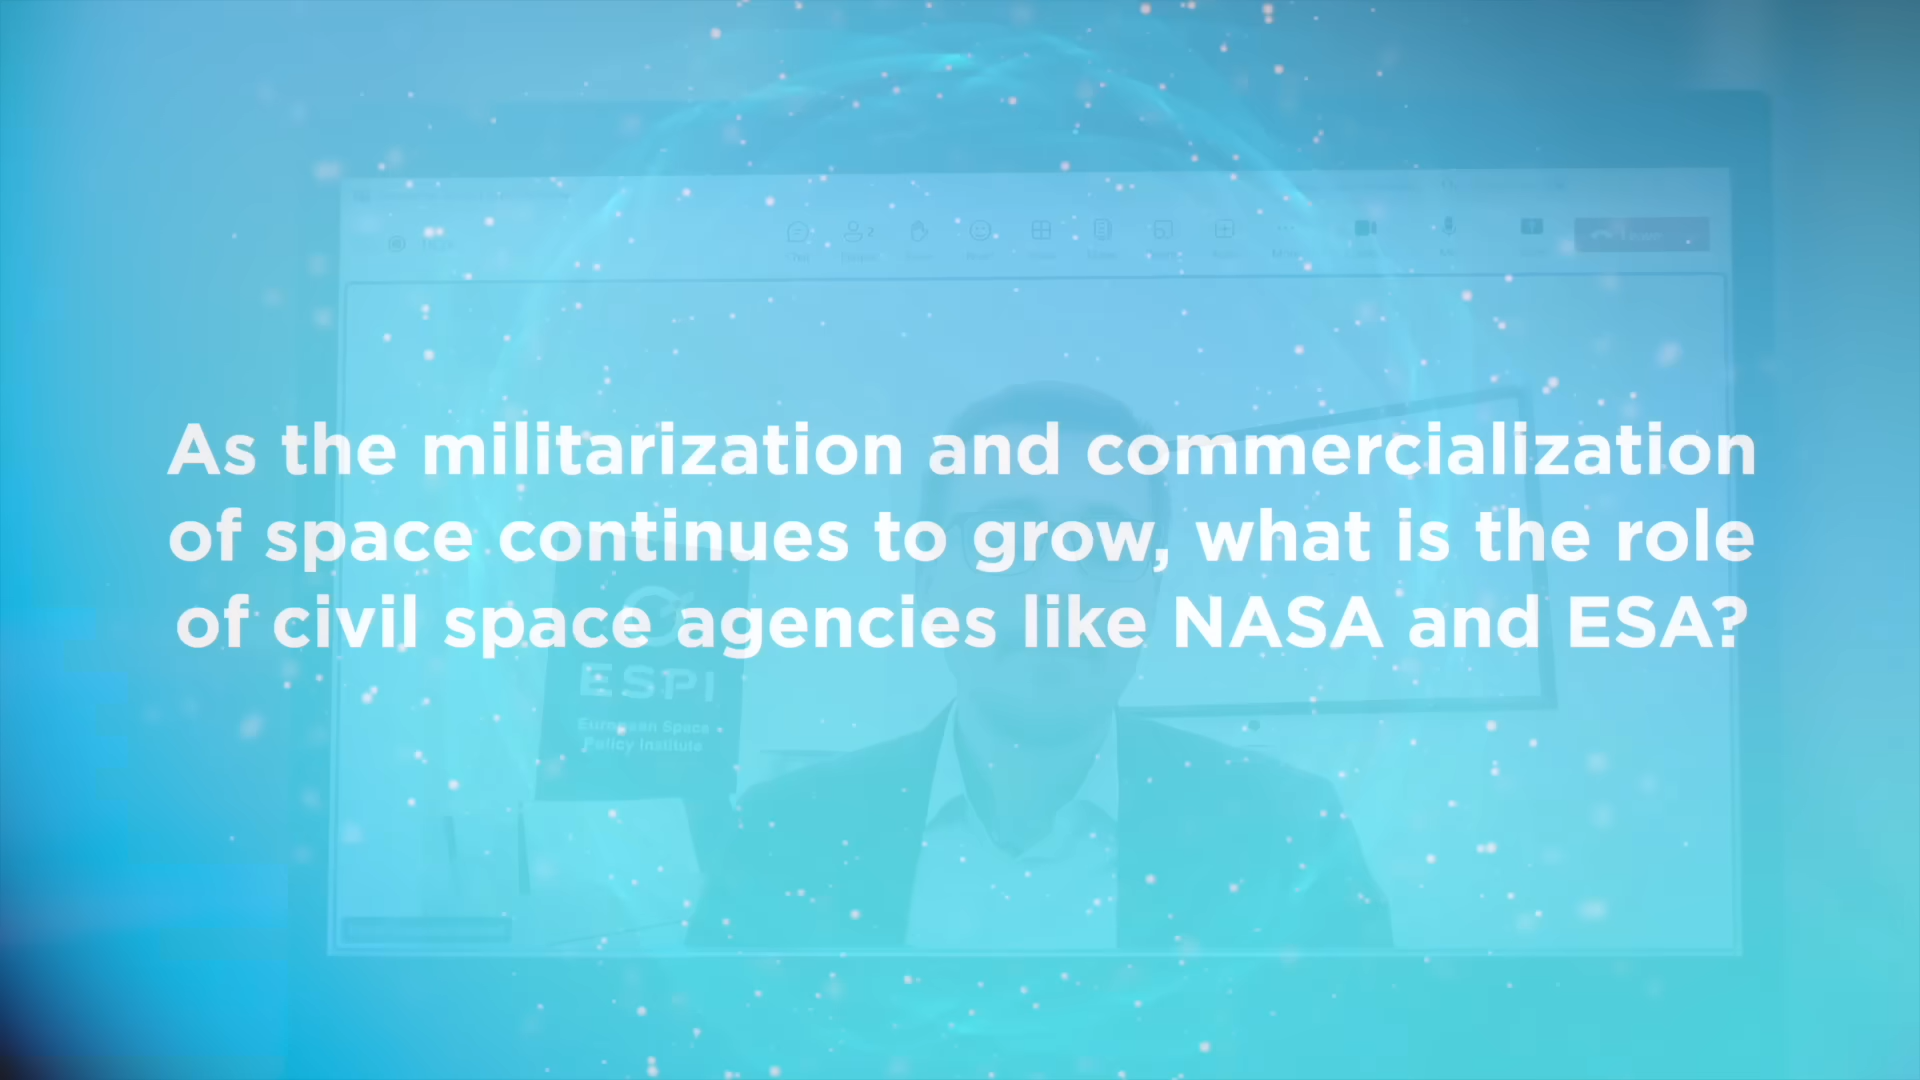 As the militarization and commercialization
of space continues to grow, what is the role
of civil space agencies like NASA and ESA?
ESPI
European Space
Policy Institute